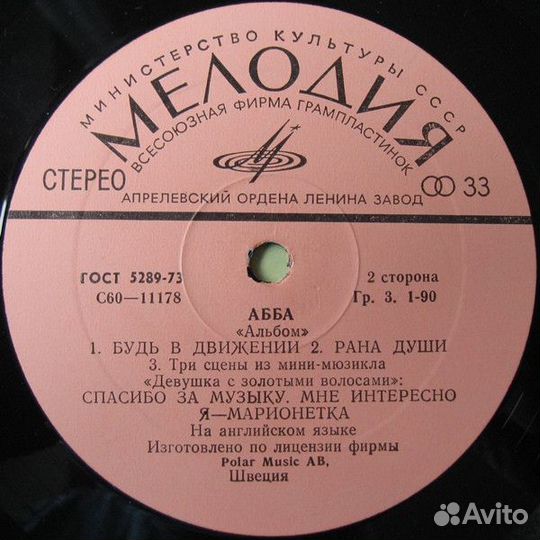 МИНИСТЕРСТВО КУЛЬТУРЫ СССР
МЕЛОДИЯ
ВСЕСОЮЗНАЯ ФИРМА ГРАМПЛАСТИНОК
СТЕРЕО
33
АПРЕЛЕВСКИЙ ОРДЕНА ЛЕНИНА ЗАВОД
ГОСТ 5289-73
2 сторона
С60—11178
Гр. 3. 1-90
АББА
«Альбом»
1. БУДЬ В ДВИЖЕНИИ 2. РАНА ДУШИ
3. Три сцены из мини-мюзикла
«Девушка с золотыми волосами»:
СПАСИБО ЗА МУЗЫКУ. МНЕ ИНТЕРЕСНО
Я—МАРИОНЕТКА
На английском языке
Изготовлено по лицензии фирмы
Polar Music AB,
Швеция
Avito